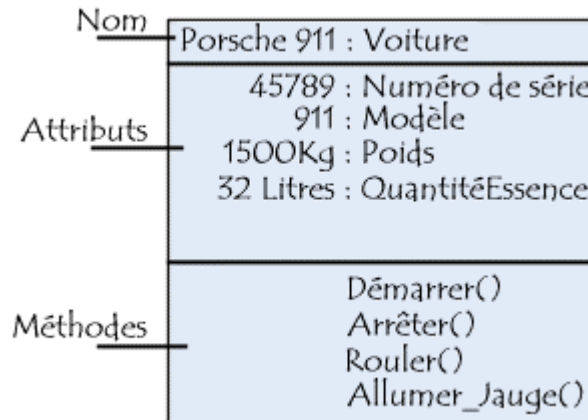 Nom
Porsche 911 : Voiture
45789 : Numéro de série
911 : Modèle
Attributs
1500Kg : Poids
32 Litres : QuantitéEssence
Démarrer()
Méthodes
Arrêter()
Rouler()
Allumer_Jauge()